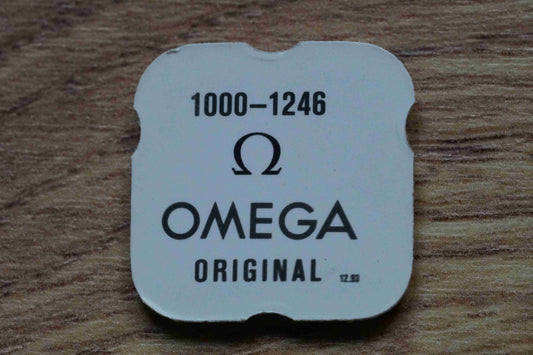 1000–1246
Ω
OMEGA
ORIGINAL 12.93